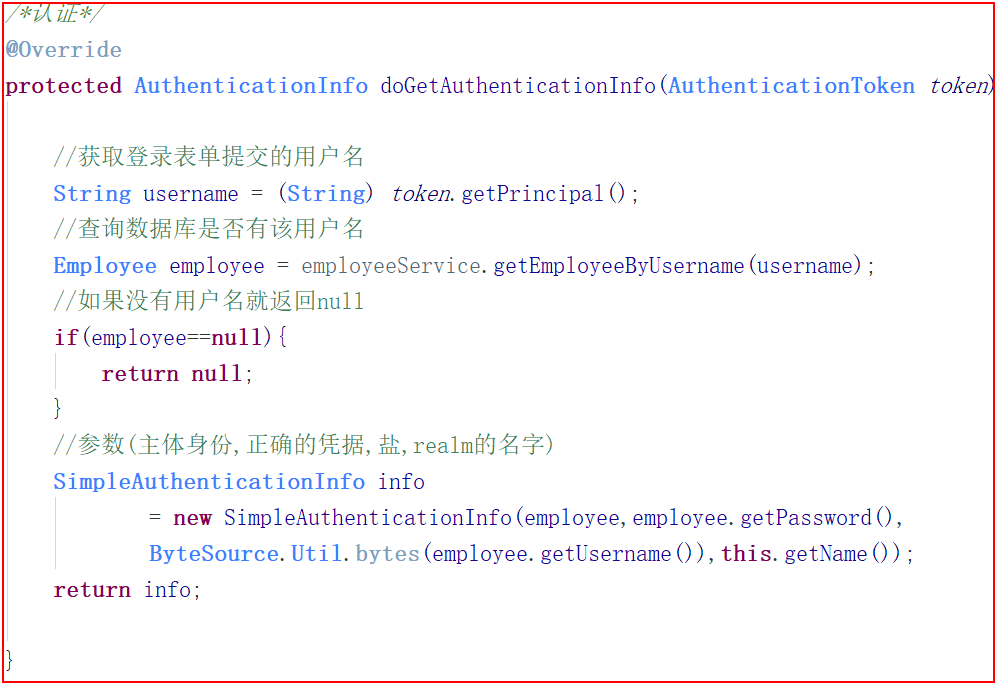 /*认证*/
@Override
protected AuthenticationInfo doGetAuthenticationInfo(AuthenticationToken token)
//获取登录表单提交的用户名
String username = (String) token.getPrincipal();
//查询数据库是否有该用户名
Employee employee = employeeService.getEmployeeByUsername(username);
//如果没有用户名就返回null
if(employee==null){
return null;
}
//参数(主体身份,正确的凭据,盐,realm的名字)
SimpleAuthenticationInfo info
= new SimpleAuthenticationInfo(employee,employee.getPassword(),
ByteSource.Util.bytes(employee.getUsername()),this.getName());
return info;
}